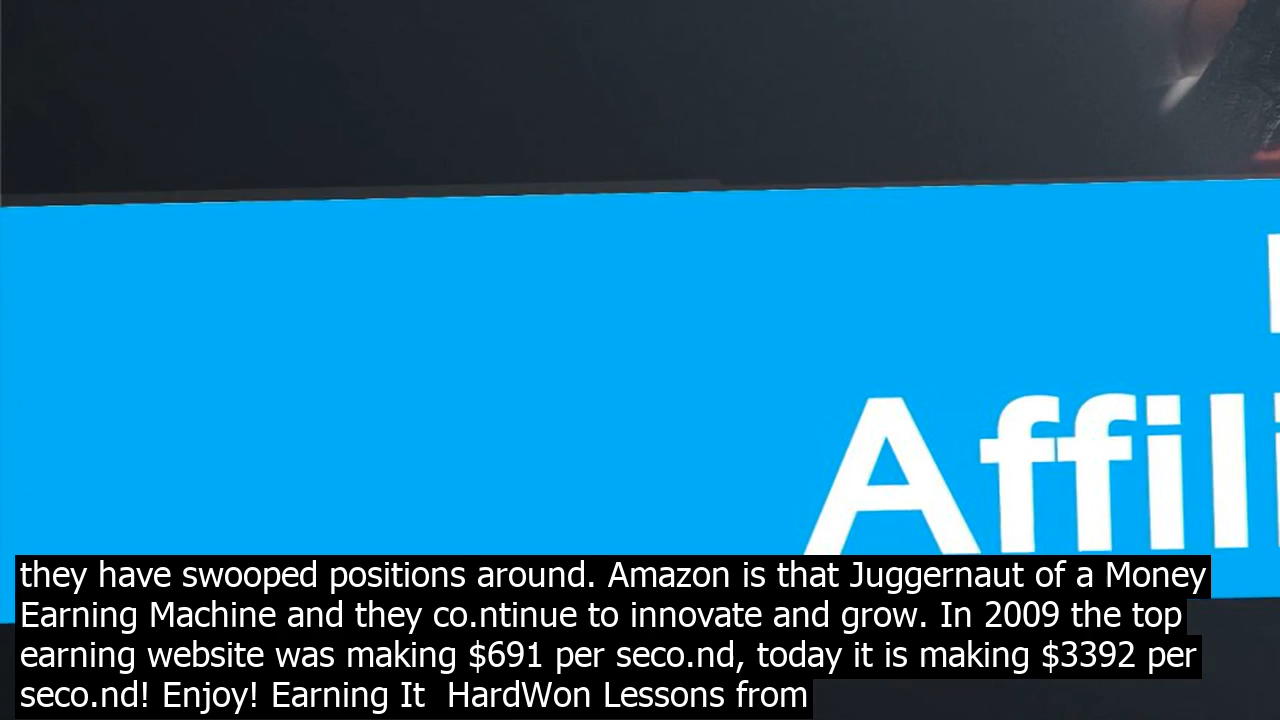 Affili
they have swooped positions around. Amazon is that Juggernaut of a Money
Earning Machine and they co.ntinue to innovate and grow. In 2009 the top
earning website was making $691 per seco.nd, today it is making $3392 per
seco.nd! Enjoy! Earning It  HardWon Lessons from